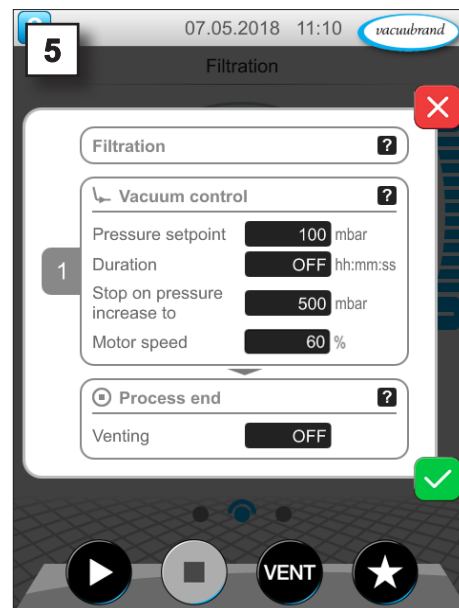 07.05.2018 11:10 vacuubrand
5
Filtration
Filtration ?
Vacuum control ?
1
Pressure setpoint 100 mbar
Duration OFF hh:mm:ss
Stop on pressure
increase to 500 mbar
Motor speed 60 %
Process end ?
Venting OFF
VENT